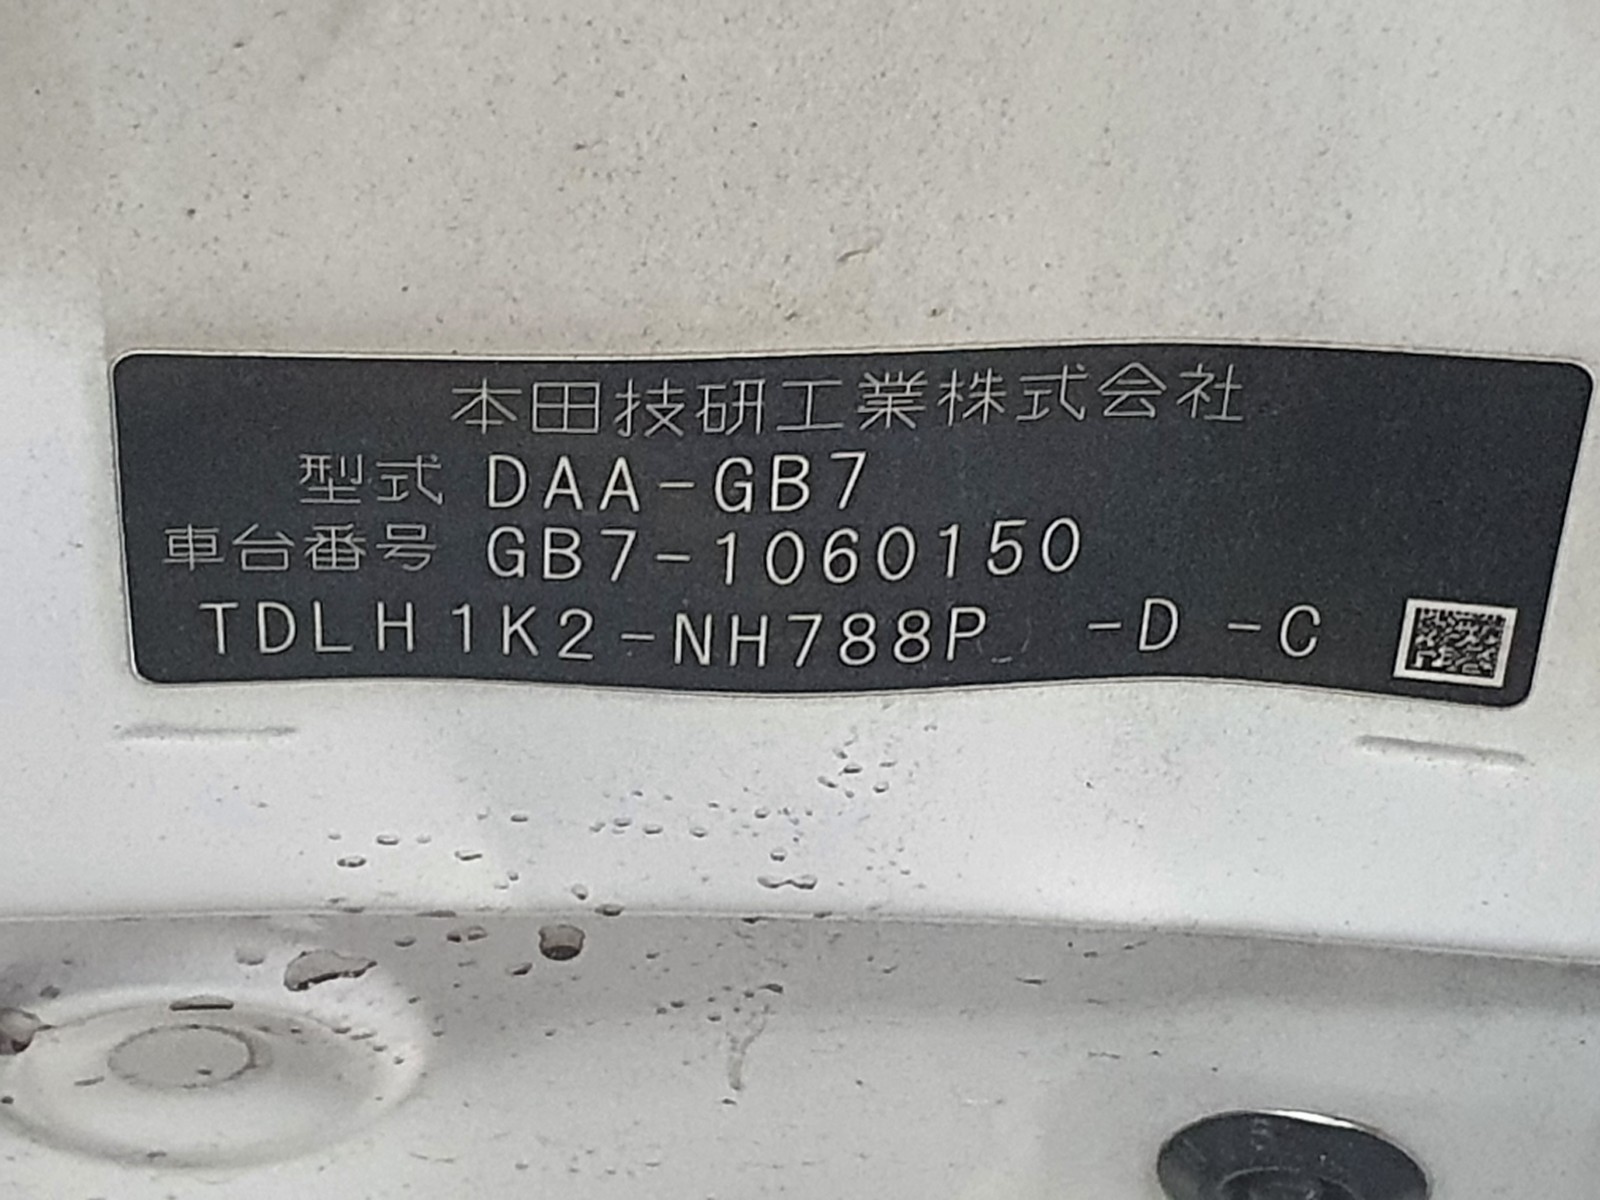 本田技研工業株式会社
型式 DAA-GB7
車台番号 GB7-1060150
TDLH1K2-NH788P -D -C